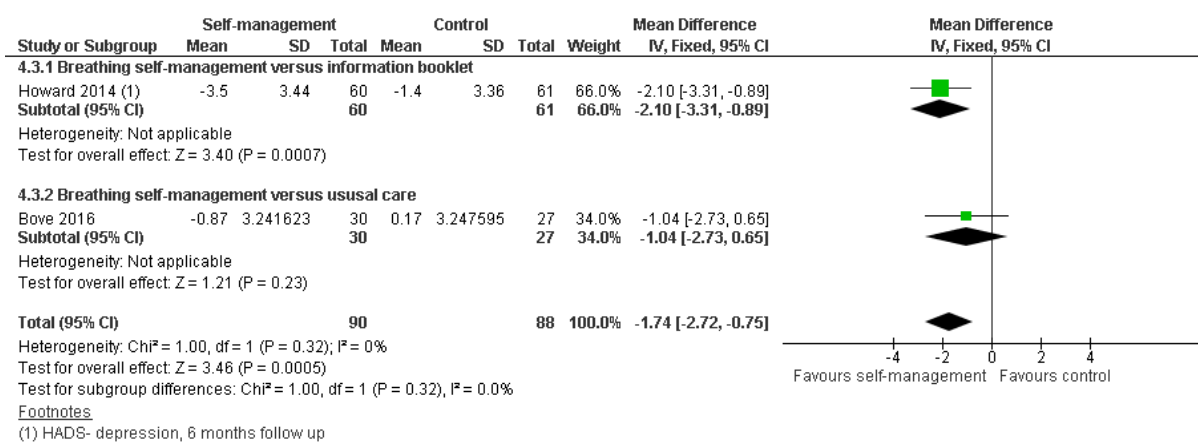 Self-management Control Mean Difference Mean Difference
Study or Subgroup Mean SD Total Mean SD Total Weight IV, Fixed, 95% CI IV, Fixed, 95% CI
4.3.1 Breathing self-management versus information booklet
Howard 2014 (1) -3.5 3.44 60 -1.4 3.36 61 66.0% -2.10 [-3.31, -0.89]
Subtotal (95% CI) 60 61 66.0% -2.10 [-3.31, -0.89]
Heterogeneity: Not applicable
Test for overall effect: Z = 3.40 (P = 0.0007)
4.3.2 Breathing self-management versus ususal care
Bove 2016 -0.87 3.241623 30 0.17 3.247595 27 34.0% -1.04 [-2.73, 0.65]
Subtotal (95% CI) 30 27 34.0% -1.04 [-2.73, 0.65]
Heterogeneity: Not applicable
Test for overall effect: Z = 1.21 (P = 0.23)
Total (95% CI) 90 88 100.0% -1.74 [-2.72, -0.75]
Heterogeneity: Chi² = 1.00, df = 1 (P = 0.32); I² = 0%
Test for overall effect: Z = 3.46 (P = 0.0005)
Test for subgroup differences: Chi² = 1.00, df = 1 (P = 0.32), I² = 0.0%
-4 -2 0 2 4
Favours self-management Favours control
Footnotes
(1) HADS- depression, 6 months follow up